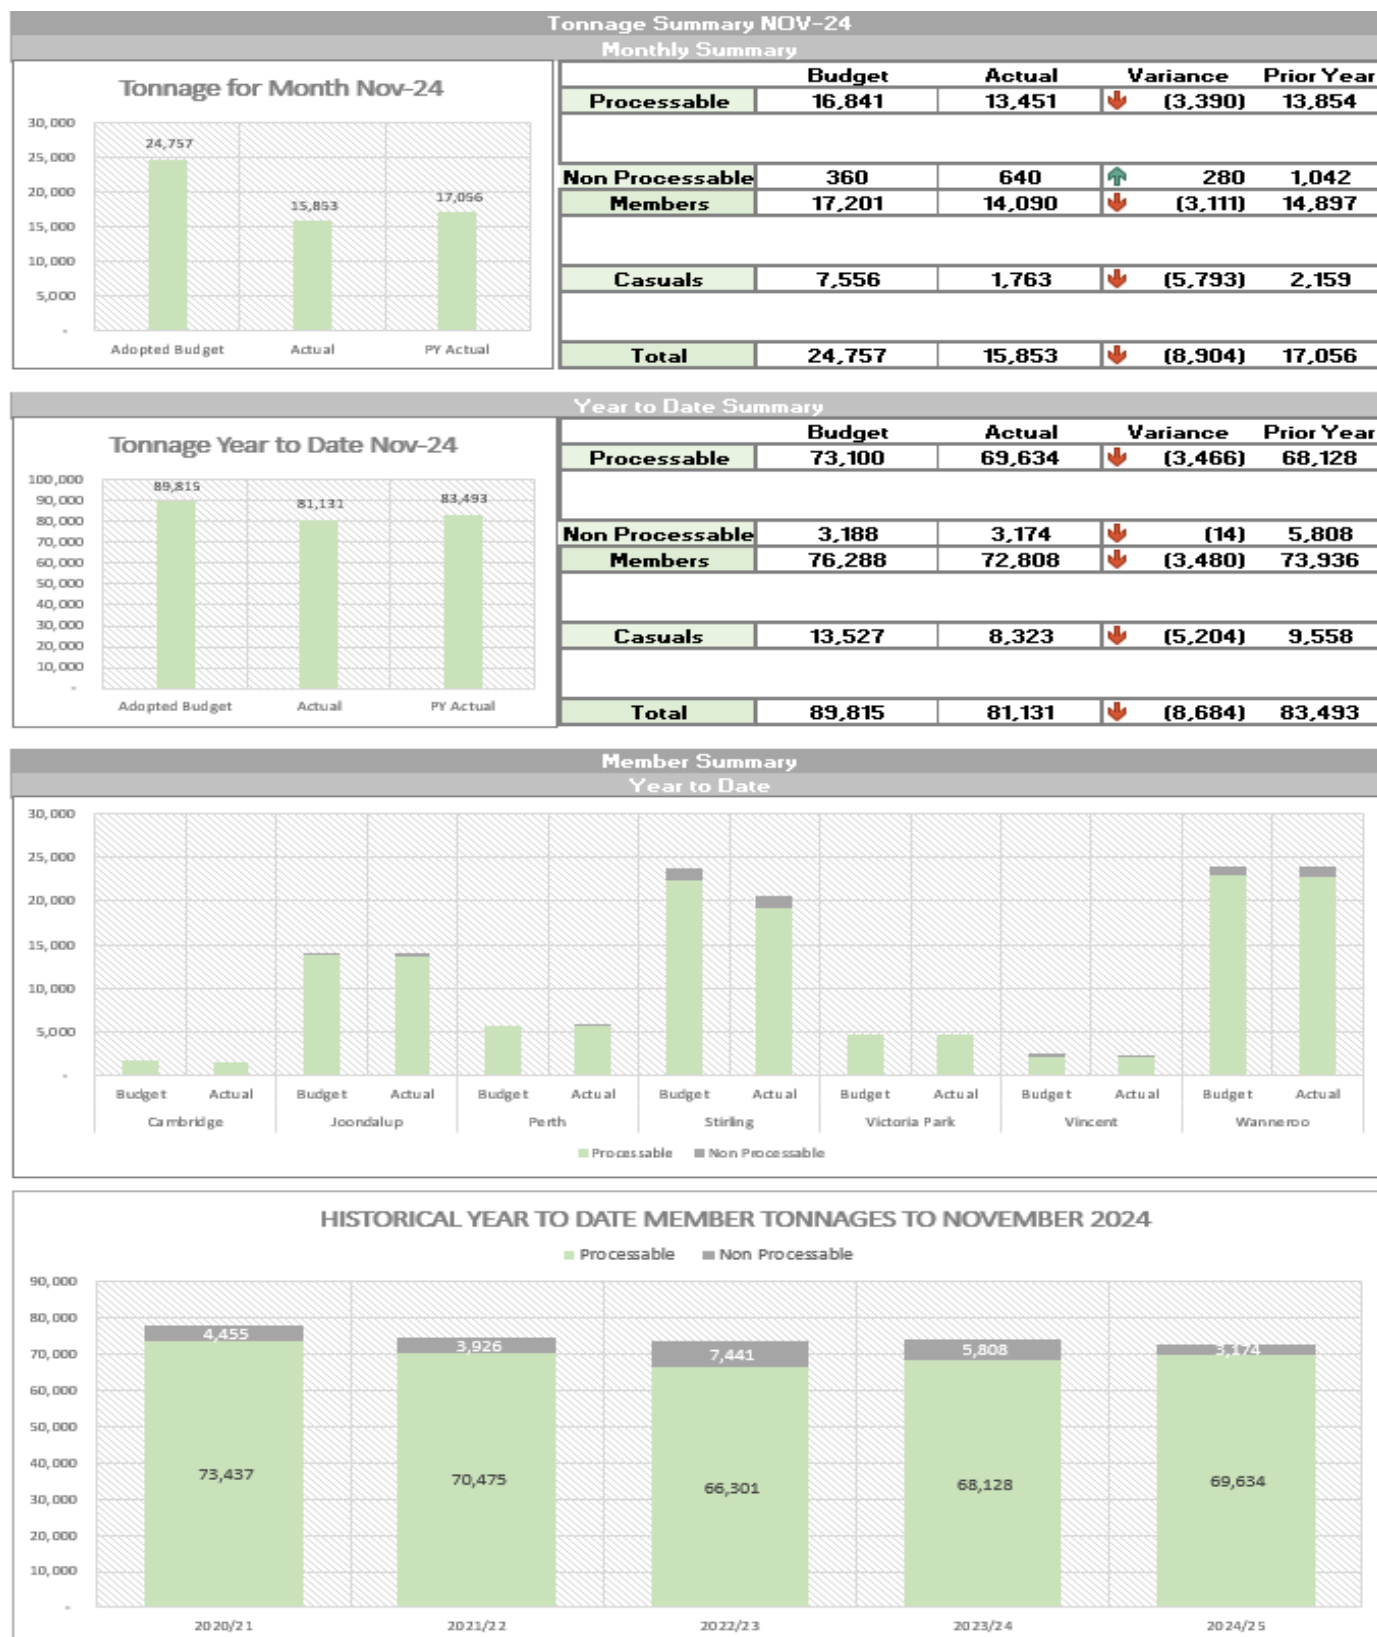 Tonnage Summary NOV-24
Monthly Summary
Tonnage for Month Nov-24
30,000
25,000
20,000
15,000
10,000
5,000
-
24,757
15,853
17,056
Adopted Budget Actual PY Actual
Budget Actual Variance Prior Year
Processable 16,841 13,451 (3,390) 13,854
Non Processable 360 640 280 1,042
Members 17,201 14,090 (3,111) 14,897
Casuals 7,556 1,763 (5,793) 2,159
Total 24,757 15,853 (8,904) 17,056
Year to Date Summary
Tonnage Year to Date Nov-24
100,000
90,000
80,000
70,000
60,000
50,000
40,000
30,000
20,000
10,000
-
89,815
81,131
83,493
Adopted Budget Actual PY Actual
Budget Actual Variance Prior Year
Processable 73,100 69,634 (3,466) 68,128
Non Processable 3,188 3,174 (14) 5,808
Members 76,288 72,808 (3,480) 73,936
Casuals 13,527 8,323 (5,204) 9,558
Total 89,815 81,131 (8,684) 83,493
Member Summary
Year to Date
30,000
25,000
20,000
15,000
10,000
5,000
-
Budget Actual Budget Actual Budget Actual Budget Actual Budget Actual Budget Actual Budget Actual
Cambridge Joondalup Perth Stirling Victoria Park Vincent Wanneroo
Processable Non Processable
HISTORICAL YEAR TO DATE MEMBER TONNAGES TO NOVEMBER 2024
Processable Non Processable
90,000
80,000
70,000
60,000
50,000
40,000
30,000
20,000
10,000
-
4,455 3,926 7,441 5,808 3,174
73,437 70,475 66,301 68,128 69,634
2020/21 2021/22 2022/23 2023/24 2024/25